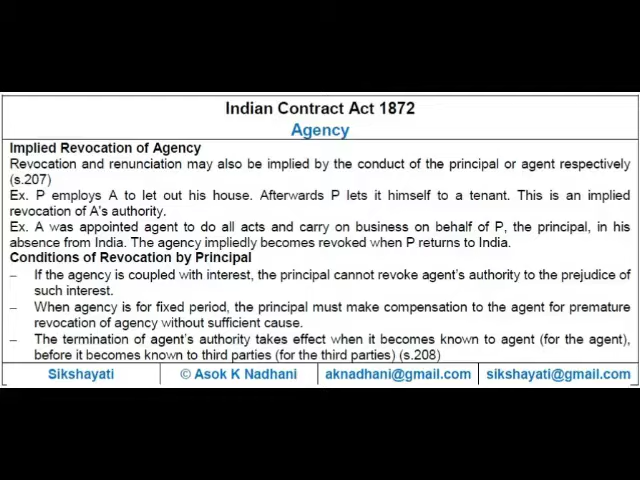 Indian Contract Act 1872
Agency
Implied Revocation of Agency
Revocation and renunciation may also be implied by the conduct of the principal or agent respectively
(s.207)
Ex. P employs A to let out his house. Afterwards P lets it himself to a tenant. This is an implied
revocation of A's authority.
Ex. A was appointed agent to do all acts and carry on business on behalf of P, the principal, in his
absence from India. The agency impliedly becomes revoked when P returns to India.
Conditions of Revocation by Principal
– If the agency is coupled with interest, the principal cannot revoke agent's authority to the prejudice of
such interest.
– When agency is for fixed period, the principal must make compensation to the agent for premature
revocation of agency without sufficient cause.
– The termination of agent's authority takes effect when it becomes known to agent (for the agent),
before it becomes known to third parties (for the third parties) (s.208)
Sikshayati © Asok K Nadhani aknadhani@gmail.com sikshayati@gmail.com